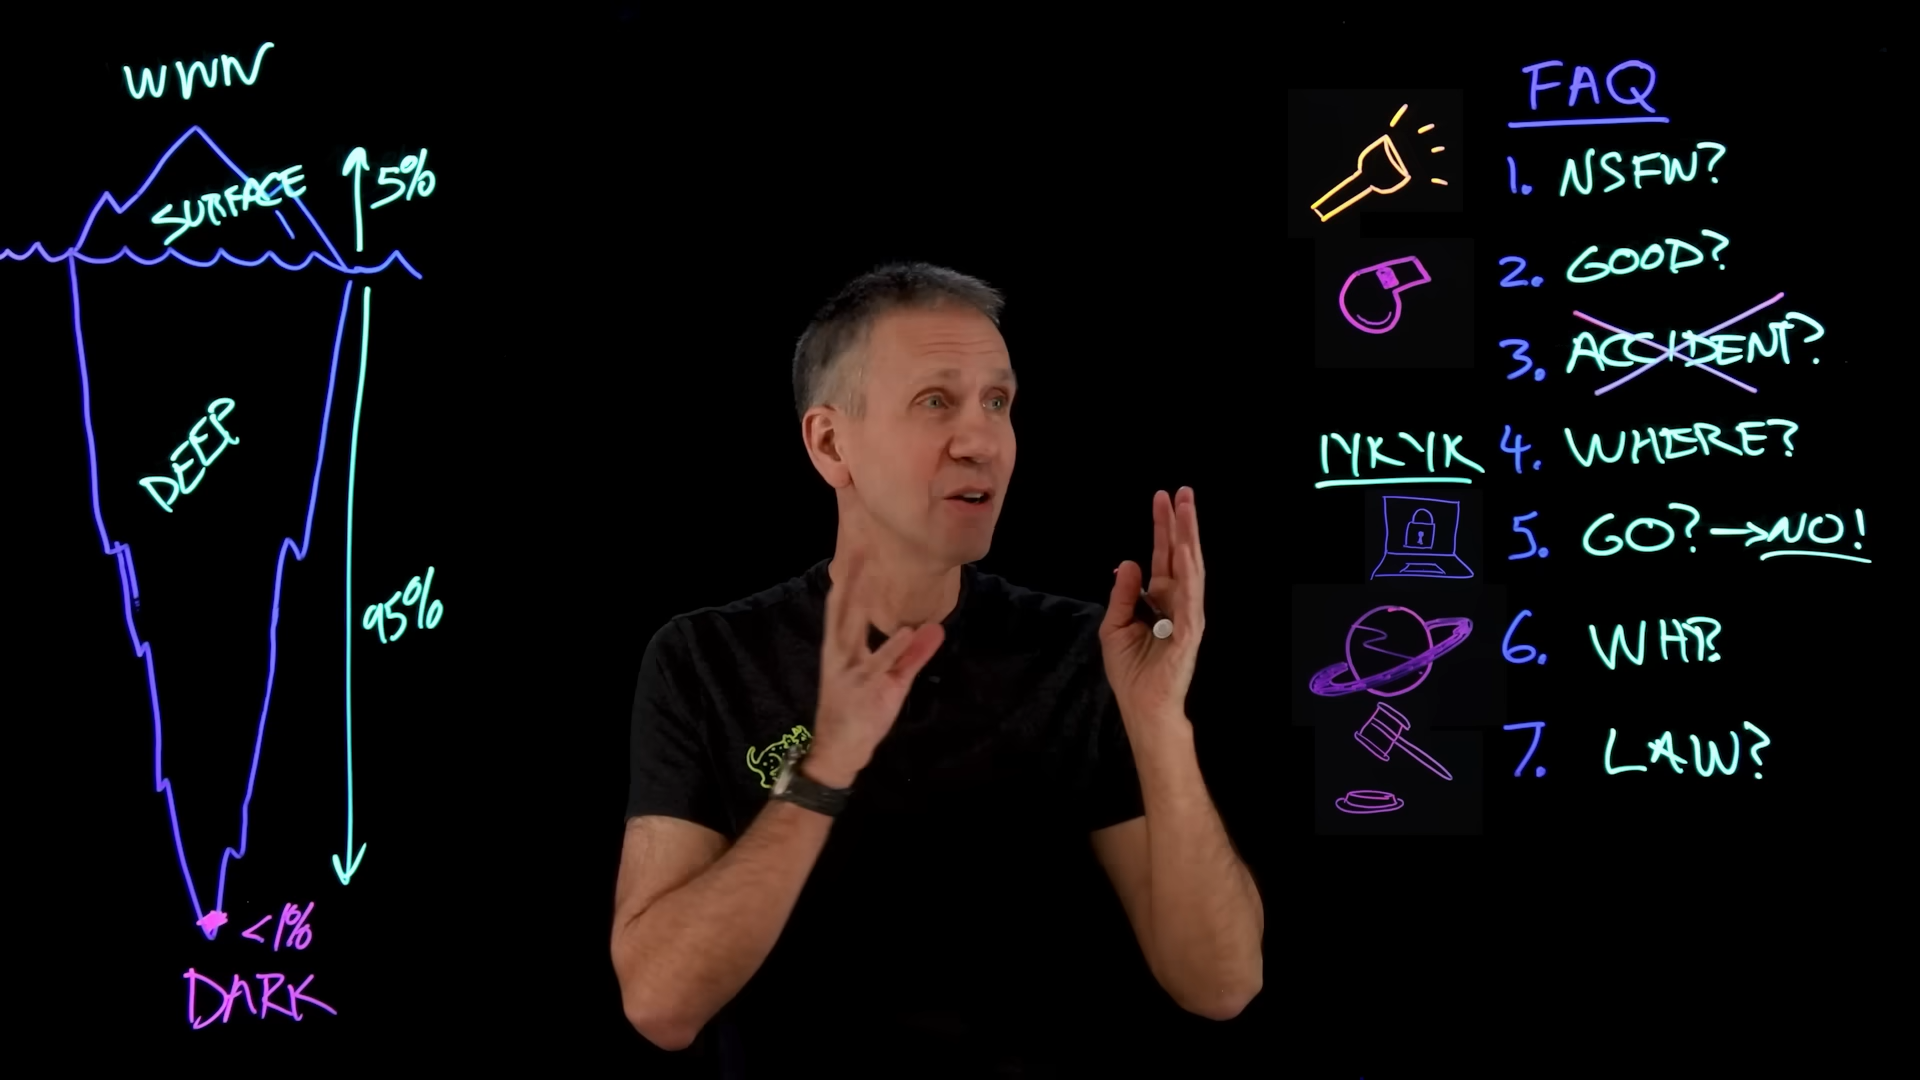 WWW
SURFACE
5%
DEEP
95%
<1%
DARK
FAQ
1. NSFW?
2. GOOD?
3. ACCIDENT?
IYKYK
4. WHERE?
5. GO? → NO!
6. WHY?
7. LAW?